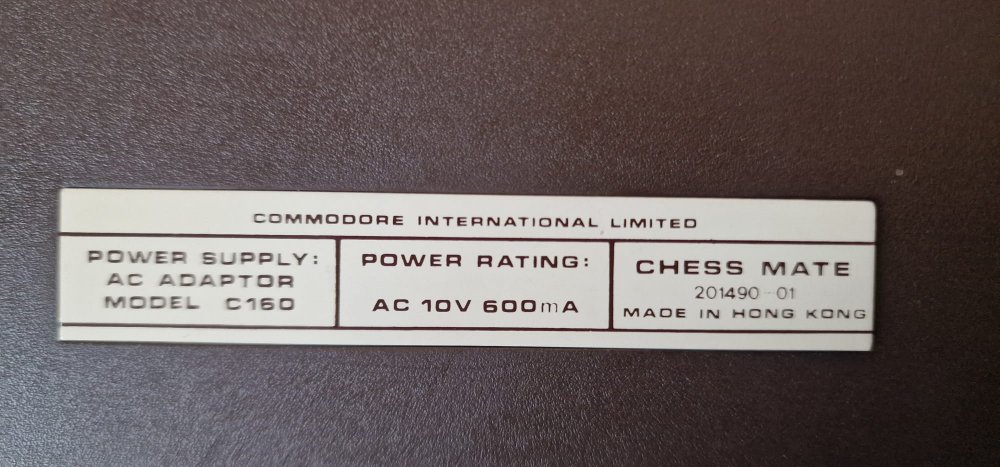 COMMODORE INTERNATIONAL LIMITED
POWER SUPPLY:
AC ADAPTOR
MODEL C160
POWER RATING:
AC 10V 600mA
CHESS MATE
201490-01
MADE IN HONG KONG